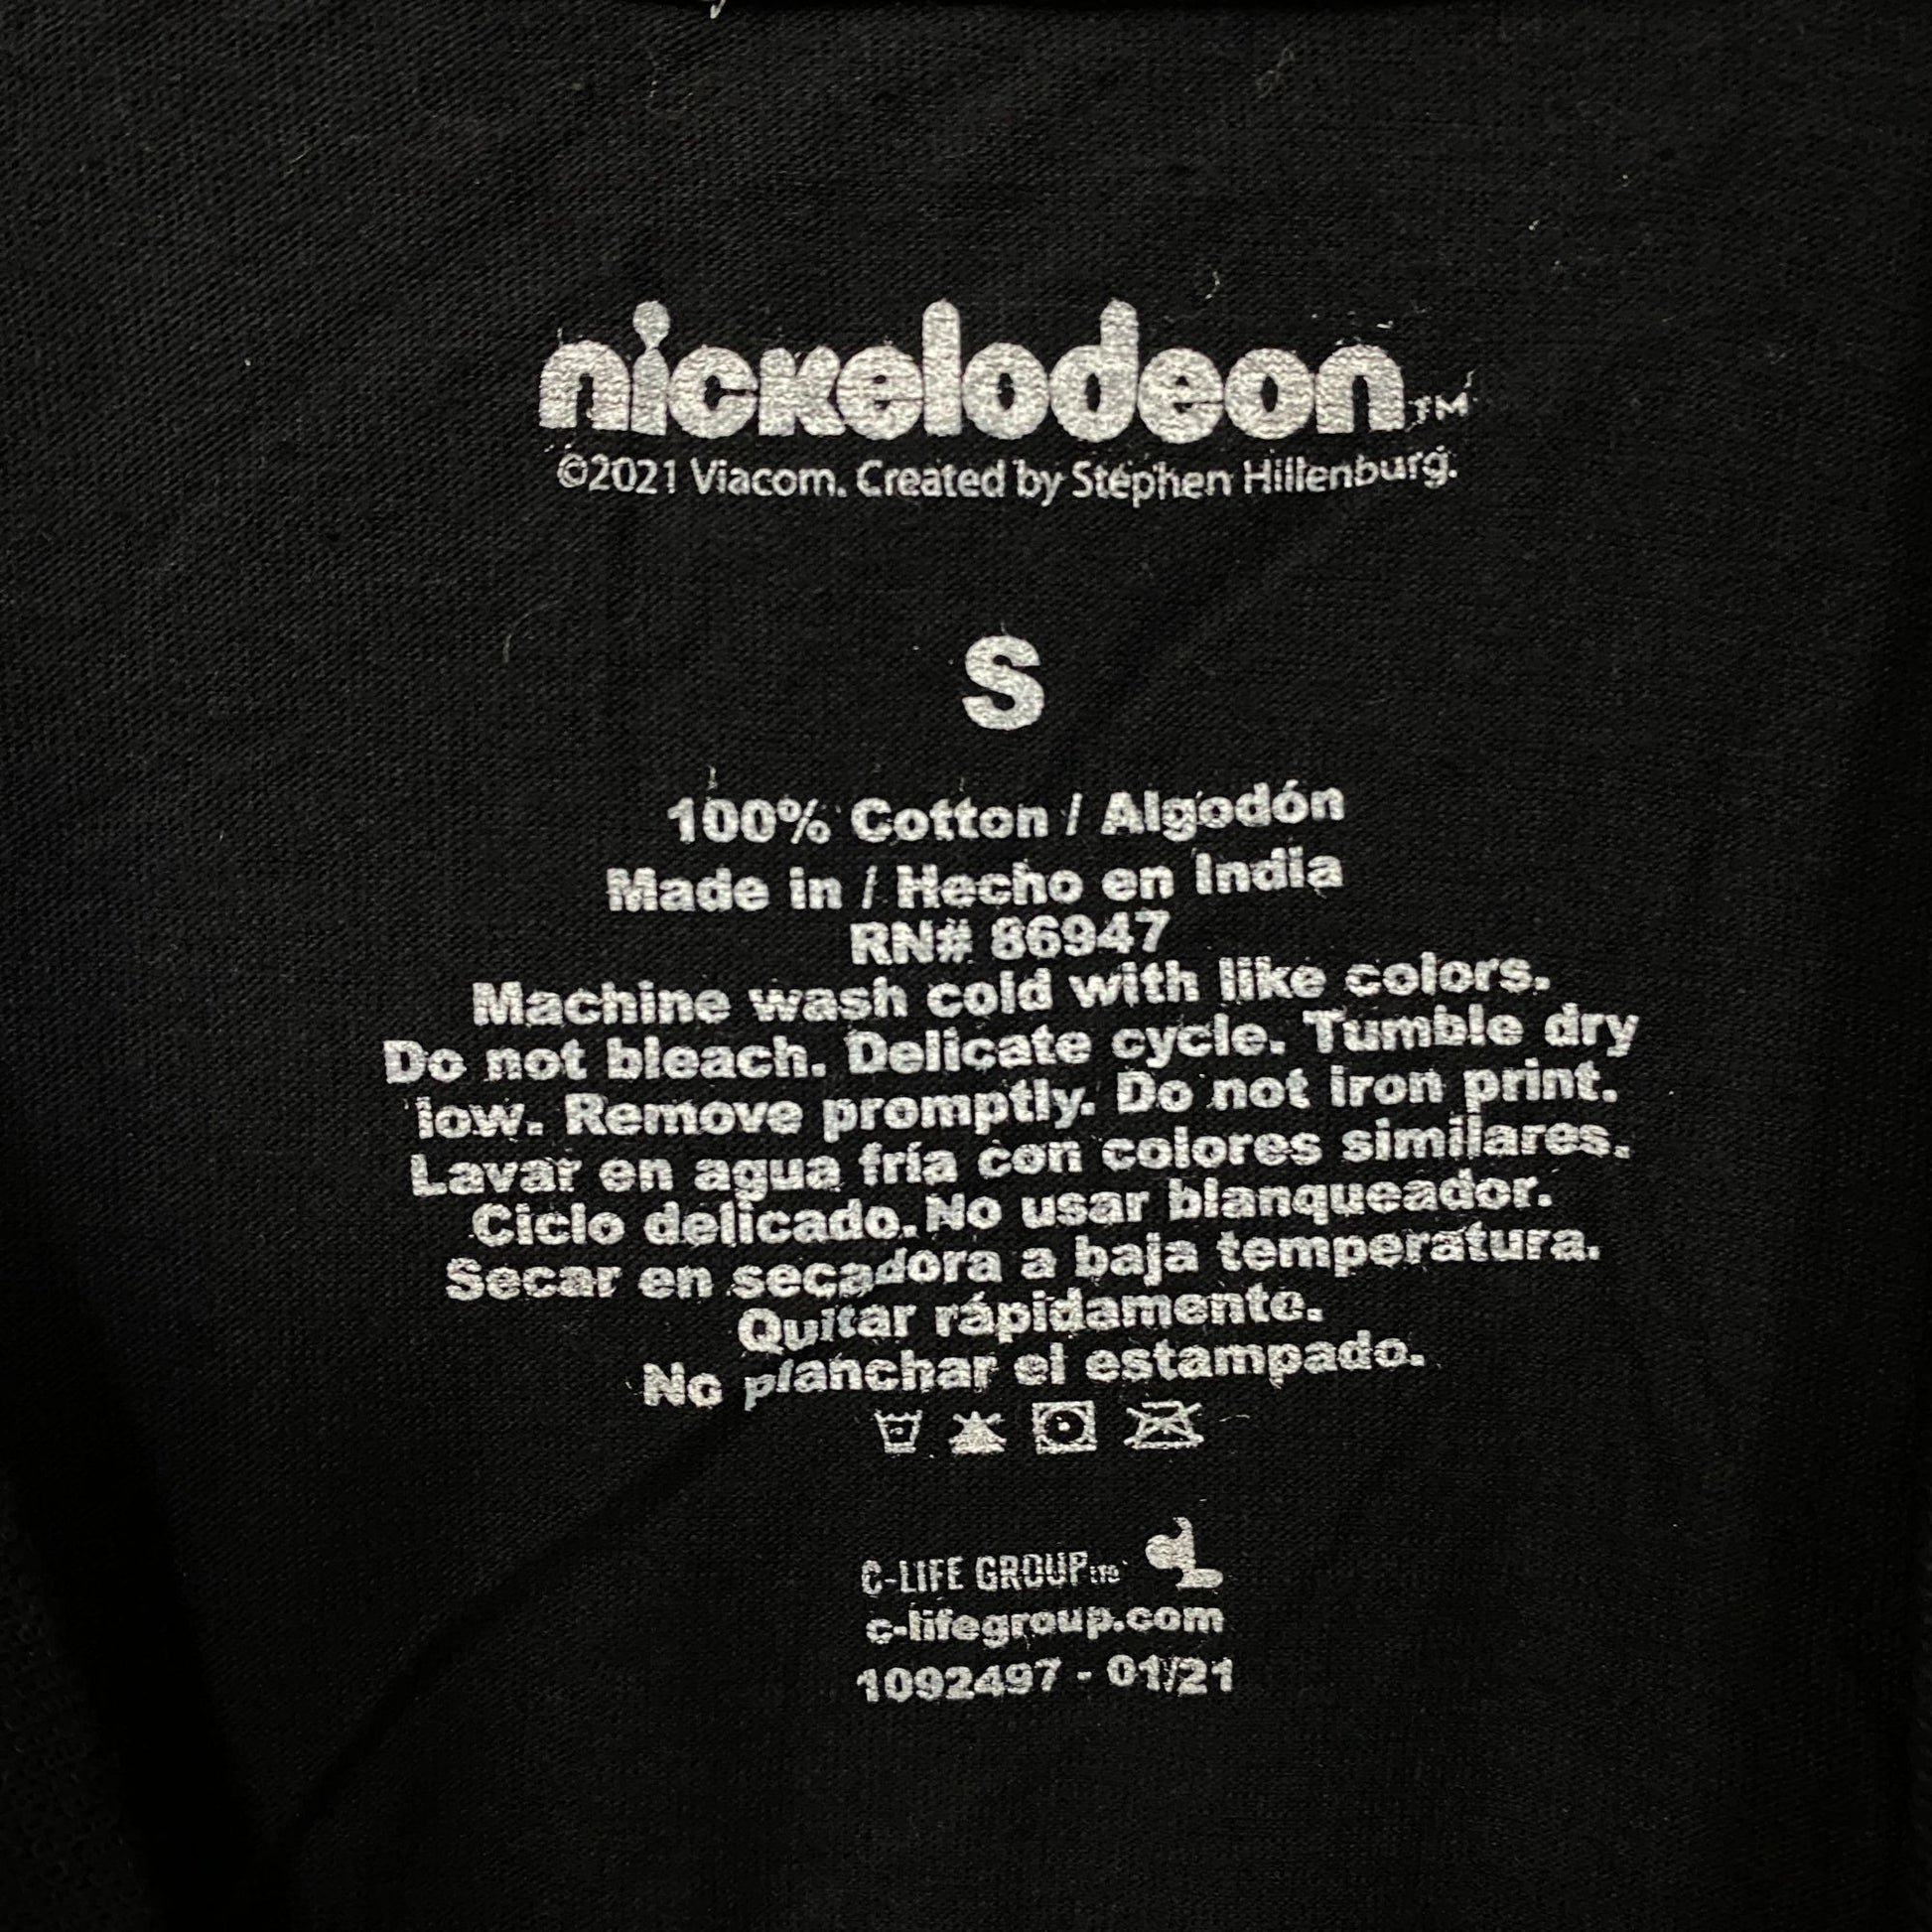 nickelodeon™
©2021 Viacom. Created by Stephen Hillenburg.
S
100% Cotton / Algodón
Made in / Hecho en India
RN# 86947
Machine wash cold with like colors.
Do not bleach. Delicate cycle. Tumble dry
low. Remove promptly. Do not iron print.
Lavar en agua fría con colores similares.
Ciclo delicado. No usar blanqueador.
Secar en secadora a baja temperatura.
Quitar rápidamente.
No planchar el estampado.
C-LIFE GROUP LTD
c-lifegroup.com
1092497 - 01/21